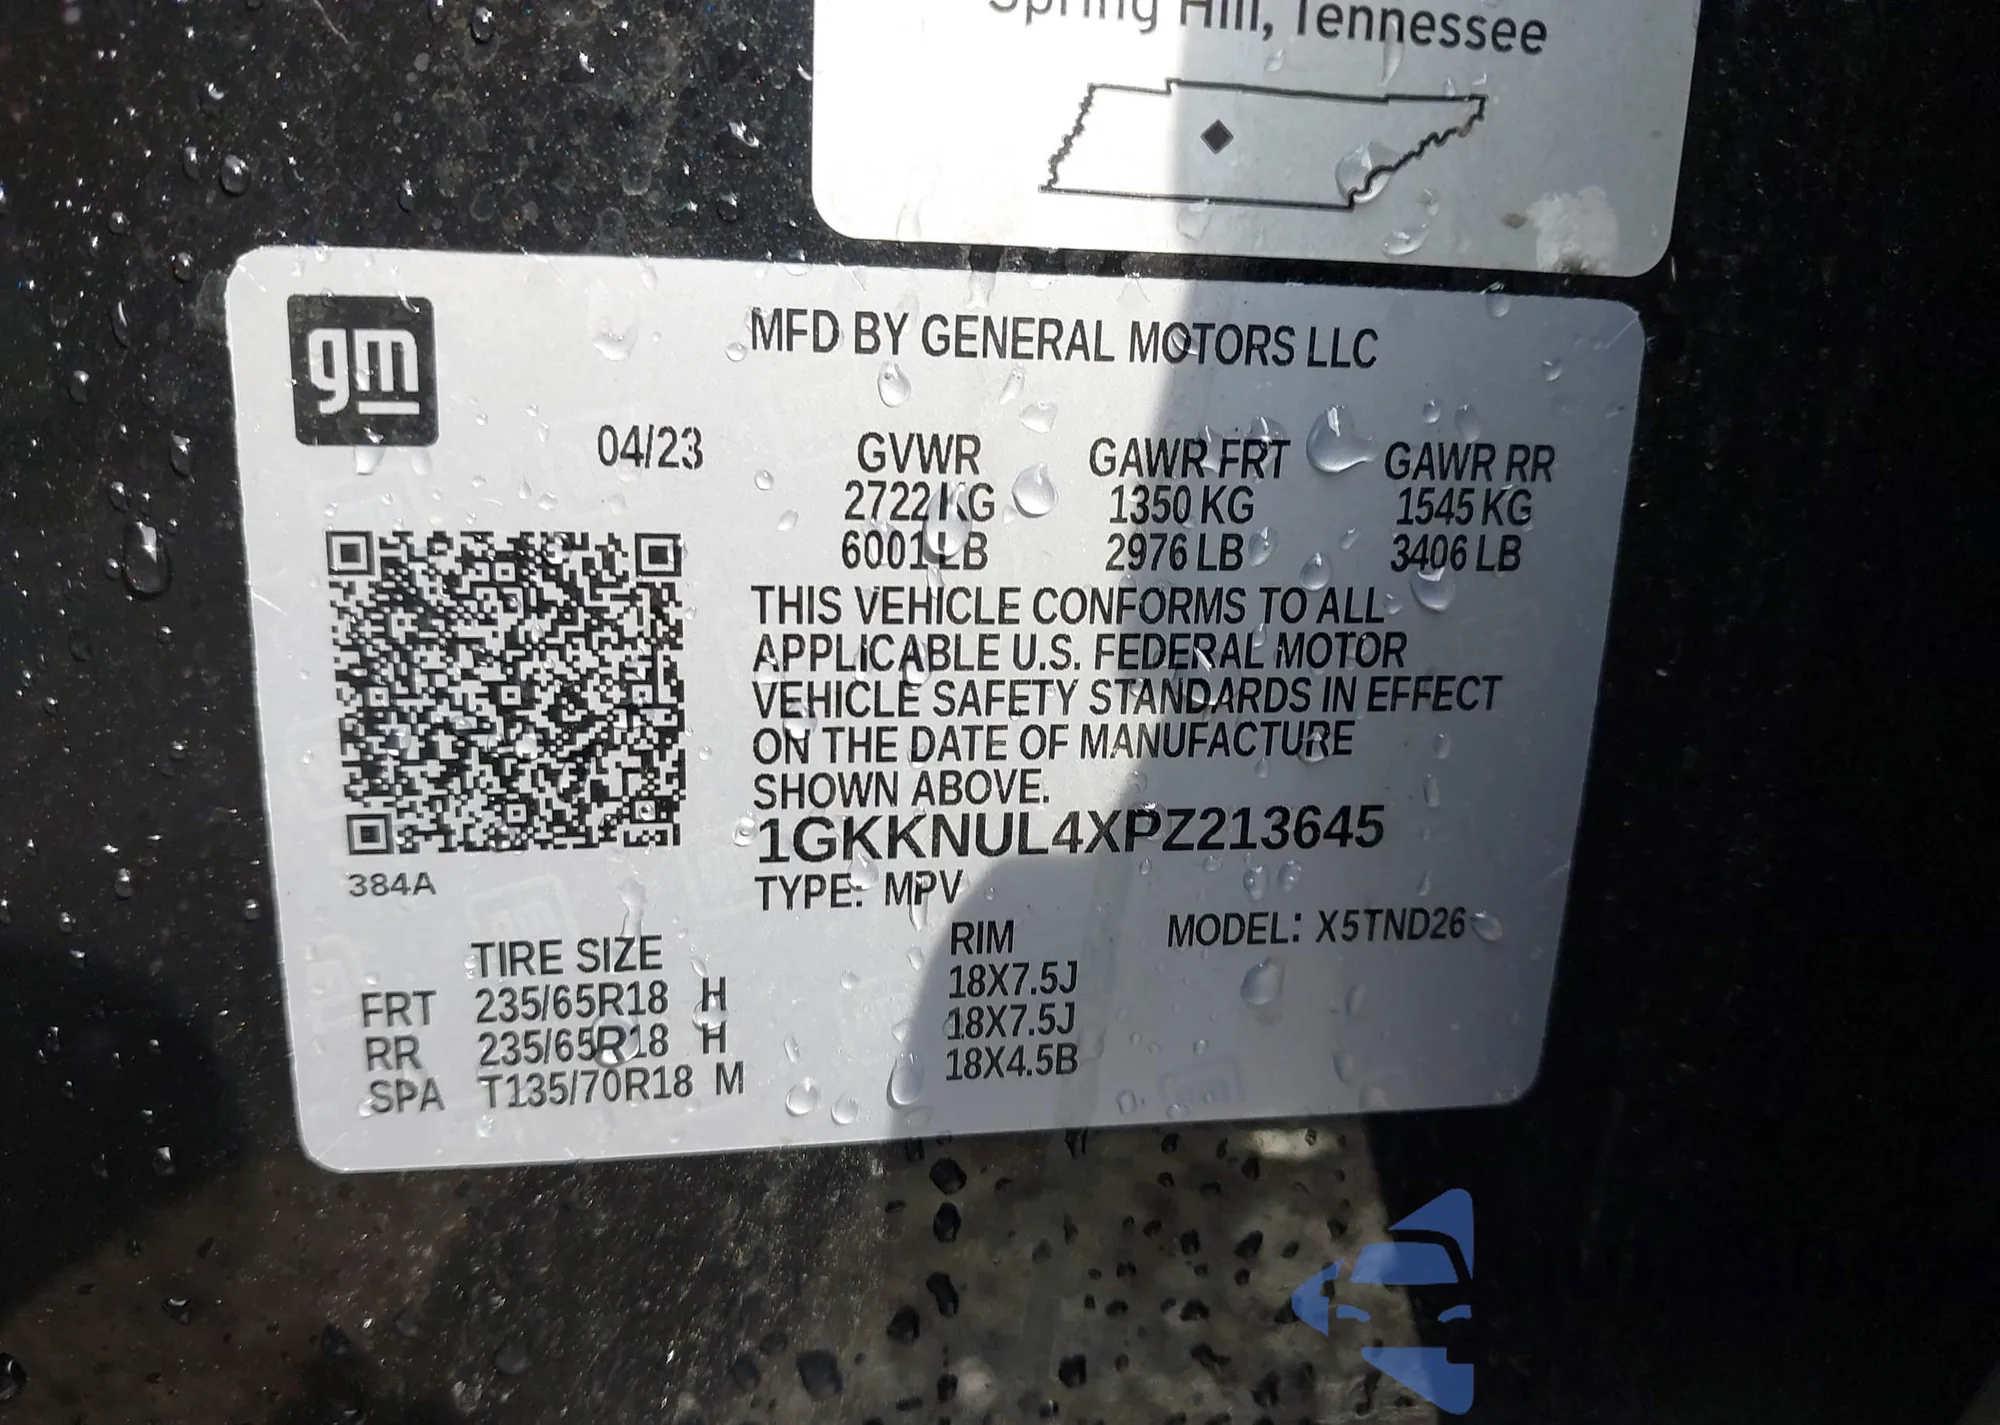 Spring Hill, Tennessee
gm
MFD BY GENERAL MOTORS LLC
04/23 GVWR GAWR FRT GAWR RR
2722 KG 1350 KG 1545 KG
6001 LB 2976 LB 3406 LB
THIS VEHICLE CONFORMS TO ALL
APPLICABLE U.S. FEDERAL MOTOR
VEHICLE SAFETY STANDARDS IN EFFECT
ON THE DATE OF MANUFACTURE
SHOWN ABOVE.
1GKKNUL4XPZ213645
384A
TYPE: MPV
MODEL: X5TND26
TIRE SIZE RIM
FRT 235/65R18 H 18X7.5J
RR 235/65R18 H 18X7.5J
SPA T135/70R18 M 18X4.5B